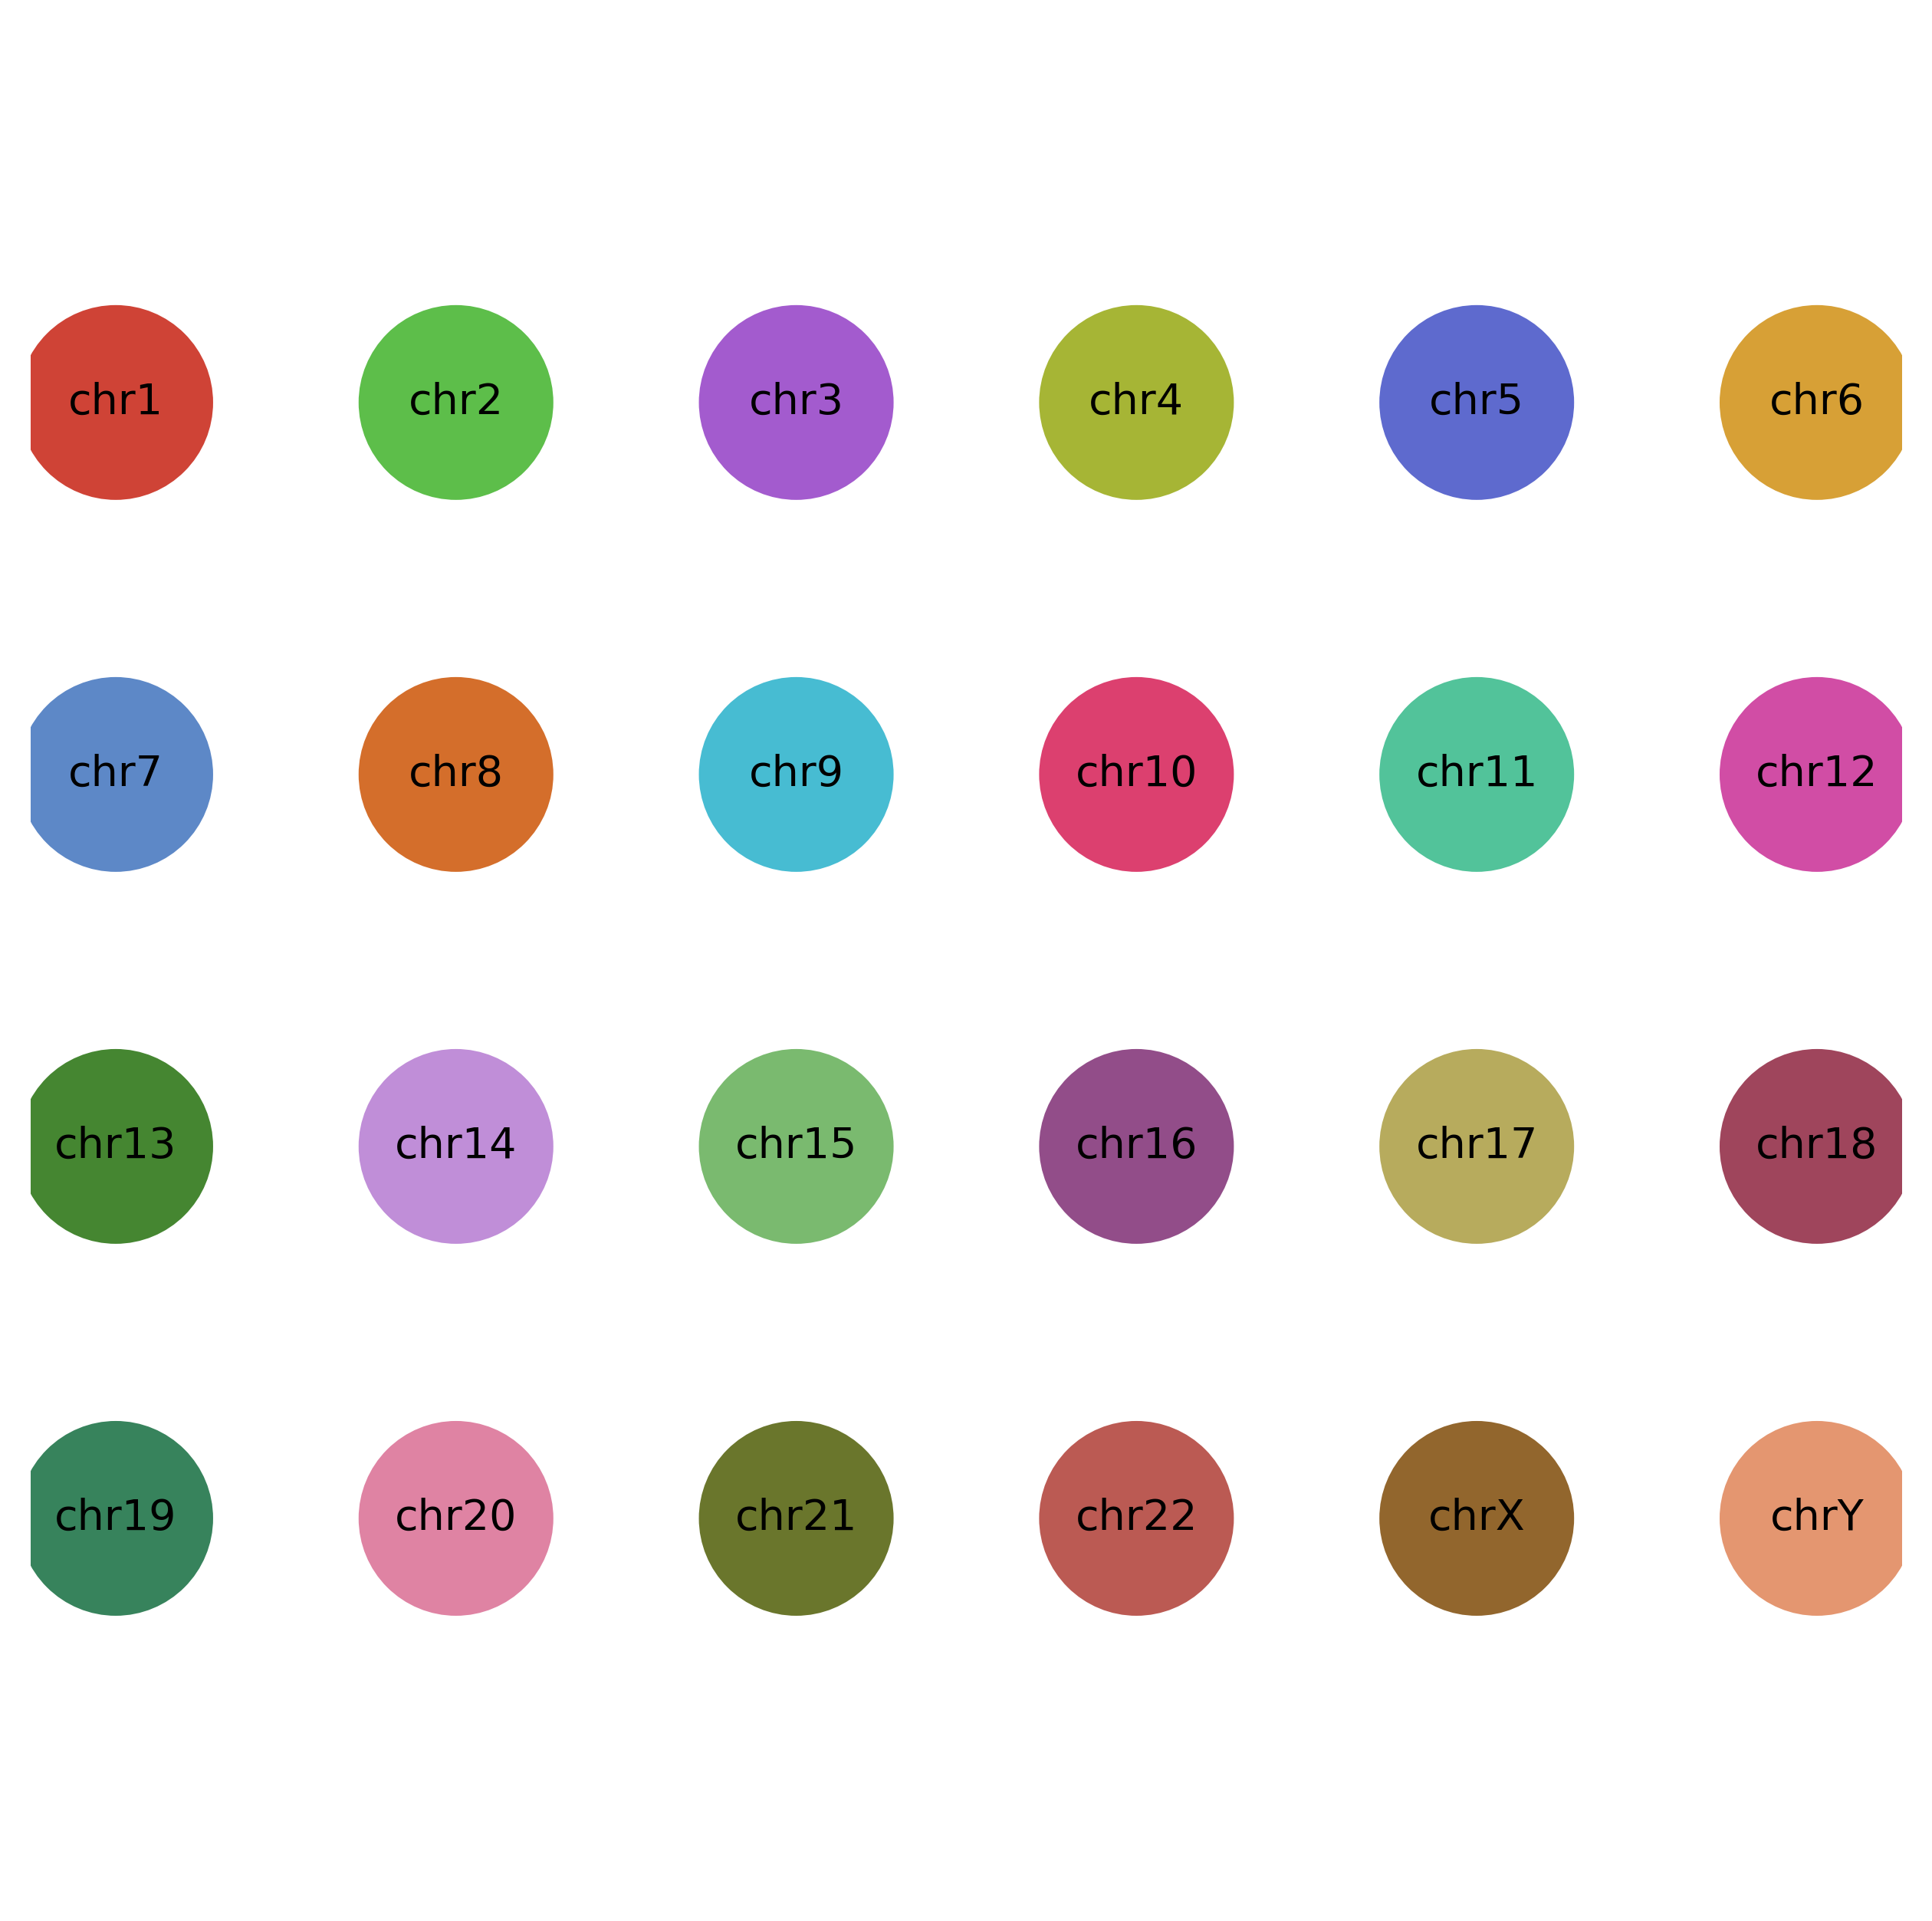 chr1 chr2 chr3 chr4 chr5 chr6
chr7 chr8 chr9 chr10 chr11 chr12
chr13 chr14 chr15 chr16 chr17 chr18
chr19 chr20 chr21 chr22 chrX chrY